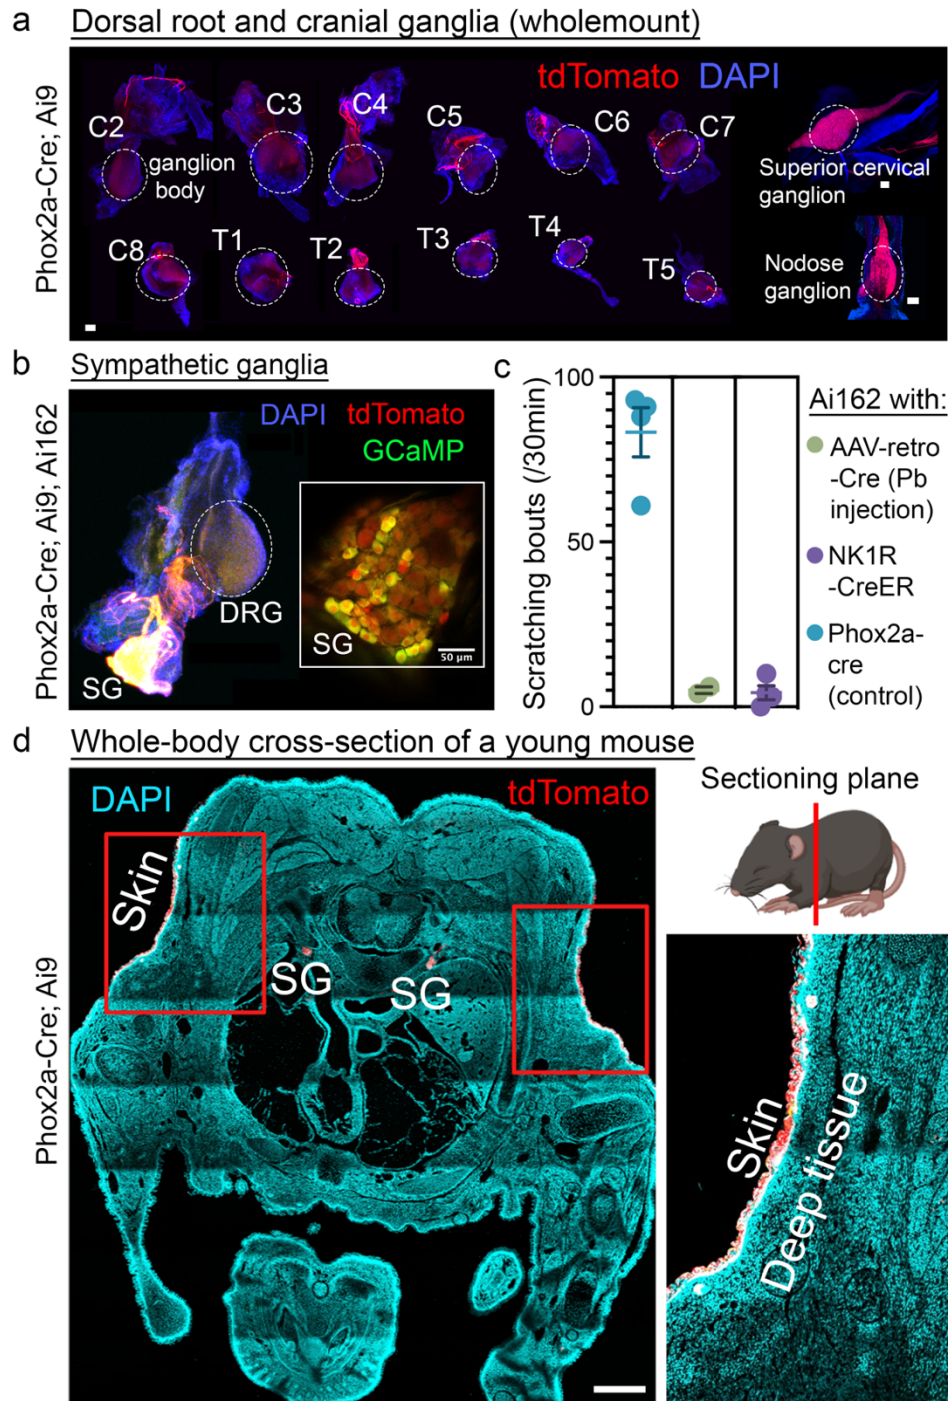 a Dorsal root and cranial ganglia (wholemount)
Phox2a-Cre; Ai9
tdTomato DAPI
C2
C3
C4
C5
C6
C7
ganglion
body
Superior cervical
ganglion
C8
T1
T2
T3
T4
T5
Nodose
ganglion
b Sympathetic ganglia
Phox2a-Cre; Ai9; Ai162
DAPI tdTomato
GCaMP
DRG
SG
SG
50 μm
c
Scratching bouts (/30min)
100
50
0
Ai162 with:
AAV-retro
-Cre (Pb
injection)
NK1R
-CreER
Phox2a-
cre
(control)
d Whole-body cross-section of a young mouse
Phox2a-Cre; Ai9
DAPI
tdTomato
Skin
SG
SG
Sectioning plane
Skin
Deep tissue